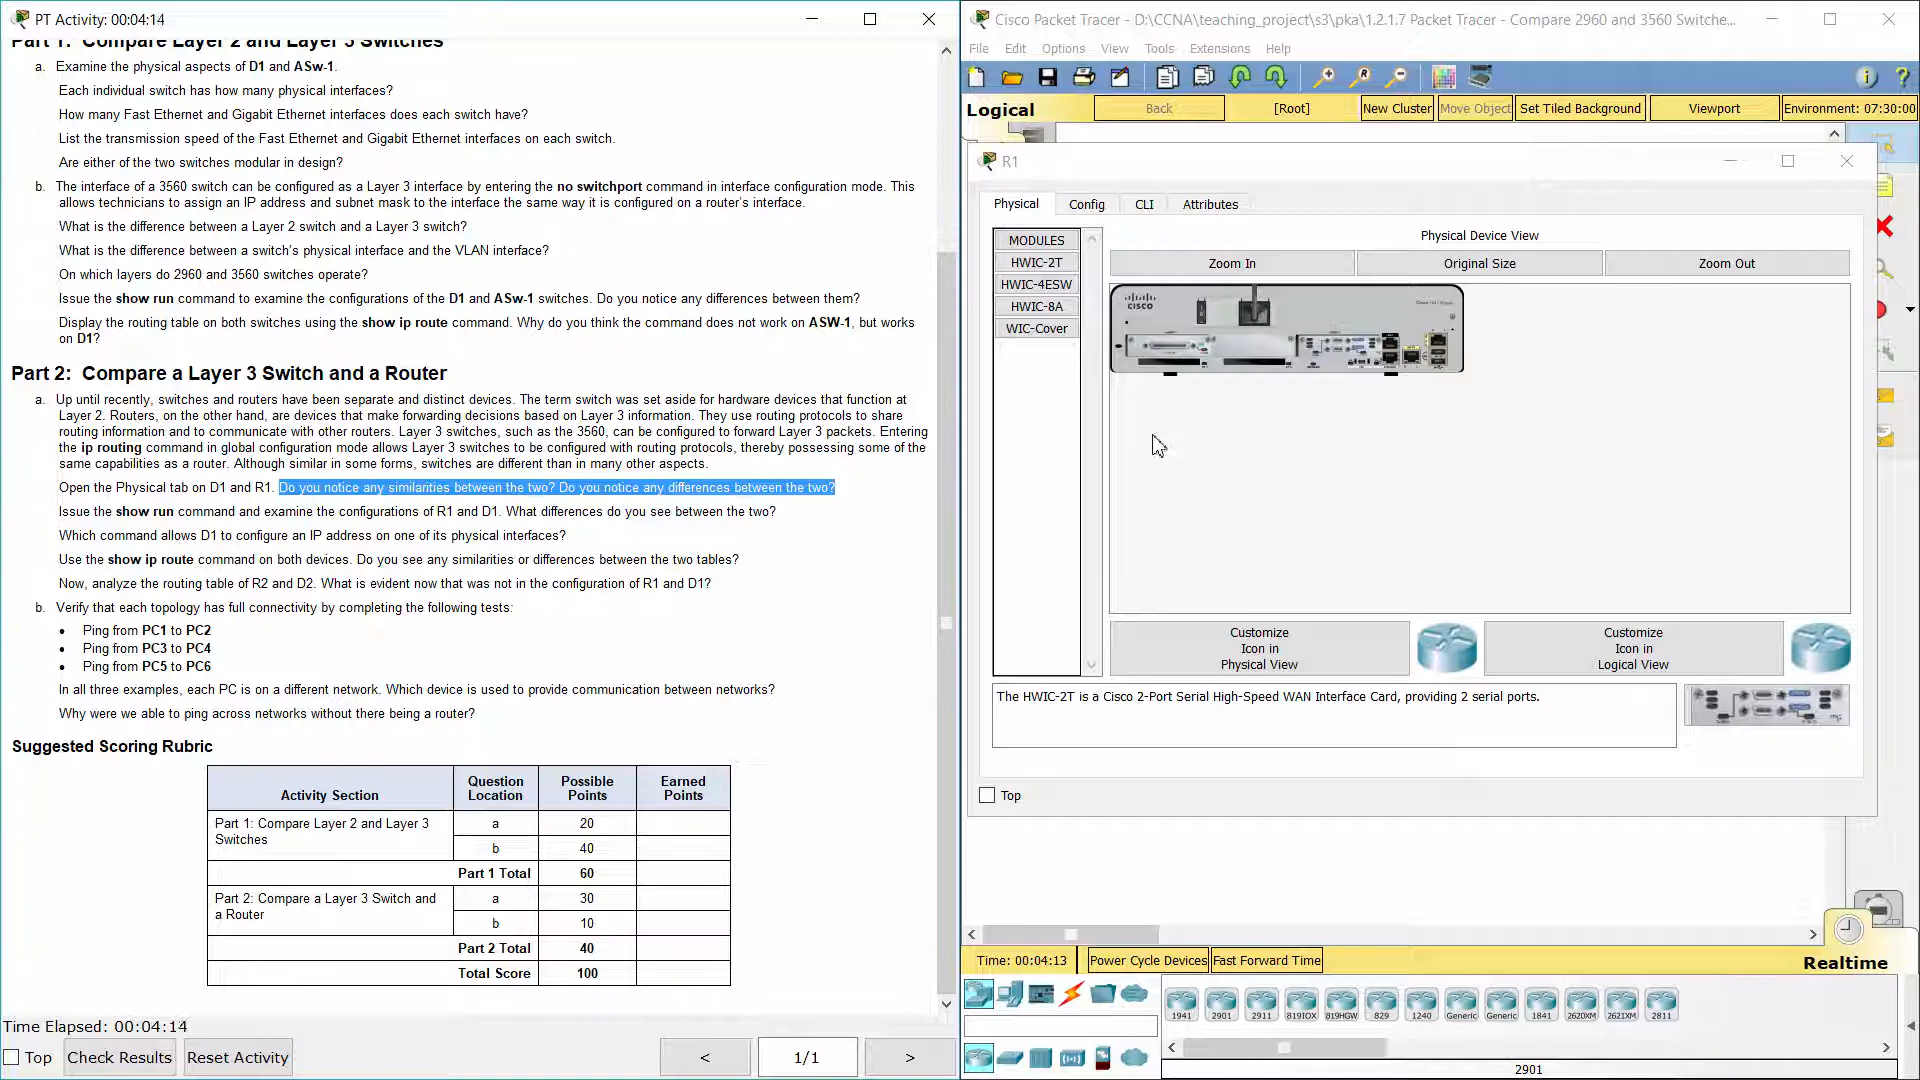 PT Activity: 00:04:14
Part 1: Compare Layer 2 and Layer 3 Switches
a. Examine the physical aspects of D1 and ASw-1.
Each individual switch has how many physical interfaces?
How many Fast Ethernet and Gigabit Ethernet interfaces does each switch have?
List the transmission speed of the Fast Ethernet and Gigabit Ethernet interfaces on each switch.
Are either of the two switches modular in design?
b. The interface of a 3560 switch can be configured as a Layer 3 interface by entering the no switchport command in interface configuration mode. This
allows technicians to assign an IP address and subnet mask to the interface the same way it is configured on a router's interface.
What is the difference between a Layer 2 switch and a Layer 3 switch?
What is the difference between a switch's physical interface and the VLAN interface?
On which layers do 2960 and 3560 switches operate?
Issue the show run command to examine the configurations of the D1 and ASw-1 switches. Do you notice any differences between them?
Display the routing table on both switches using the show ip route command. Why do you think the command does not work on ASW-1, but works
on D1?
Part 2: Compare a Layer 3 Switch and a Router
a. Up until recently, switches and routers have been separate and distinct devices. The term switch was set aside for hardware devices that function at
Layer 2. Routers, on the other hand, are devices that make forwarding decisions based on Layer 3 information. They use routing protocols to share
routing information and to communicate with other routers. Layer 3 switches, such as the 3560, can be configured to forward Layer 3 packets. Entering
the ip routing command in global configuration mode allows Layer 3 switches to be configured with routing protocols, thereby possessing some of the
same capabilities as a router. Although similar in some forms, switches are different than in many other aspects.
Open the Physical tab on D1 and R1. Do you notice any similarities between the two? Do you notice any differences between the two?
Issue the show run command and examine the configurations of R1 and D1. What differences do you see between the two?
Which command allows D1 to configure an IP address on one of its physical interfaces?
Use the show ip route command on both devices. Do you see any similarities or differences between the two tables?
Now, analyze the routing table of R2 and D2. What is evident now that was not in the configuration of R1 and D1?
b. Verify that each topology has full connectivity by completing the following tests:
• Ping from PC1 to PC2
• Ping from PC3 to PC4
• Ping from PC5 to PC6
In all three examples, each PC is on a different network. Which device is used to provide communication between networks?
Why were we able to ping across networks without there being a router?
Suggested Scoring Rubric
Activity Section Question Location Possible Points Earned Points
Part 1: Compare Layer 2 and Layer 3 Switches a 20
b 40
Part 1 Total 60
Part 2: Compare a Layer 3 Switch and a Router a 30
b 10
Part 2 Total 40
Total Score 100
Time Elapsed: 00:04:14
Top Check Results Reset Activity < 1/1 >
Cisco Packet Tracer - D:\CCNA\teaching_project\s3\pka\1.2.1.7 Packet Tracer - Compare 2960 and 3560 Switche...
File Edit Options View Tools Extensions Help
Logical Back [Root] New Cluster Move Object Set Tiled Background Viewport Environment: 07:30:00
R1
Physical Config CLI Attributes
MODULES
HWIC-2T
HWIC-4ESW
HWIC-8A
WIC-Cover
Physical Device View
Zoom In Original Size Zoom Out
CISCO
Customize
Icon in
Physical View
Customize
Icon in
Logical View
The HWIC-2T is a Cisco 2-Port Serial High-Speed WAN Interface Card, providing 2 serial ports.
Top
Time: 00:04:13 Power Cycle Devices Fast Forward Time
Realtime
1941 2901 2911 819IOX 819HGW 829 1240 Generic Generic 1841 2620XM 2621XM 2811
2901